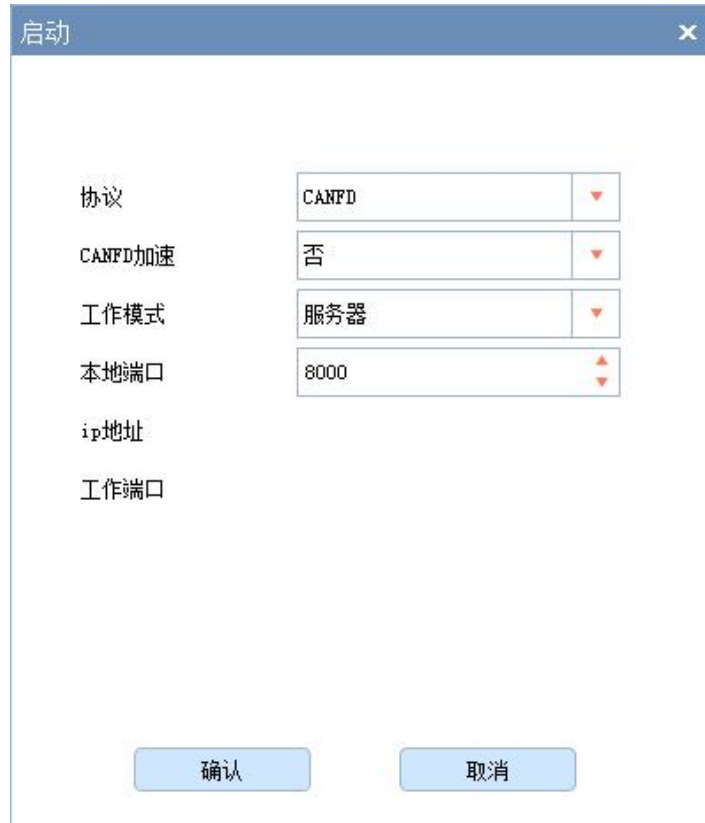 启动
协议 CANFD
CANFD加速 否
工作模式 服务器
本地端口 8000
ip地址
工作端口
确认 取消